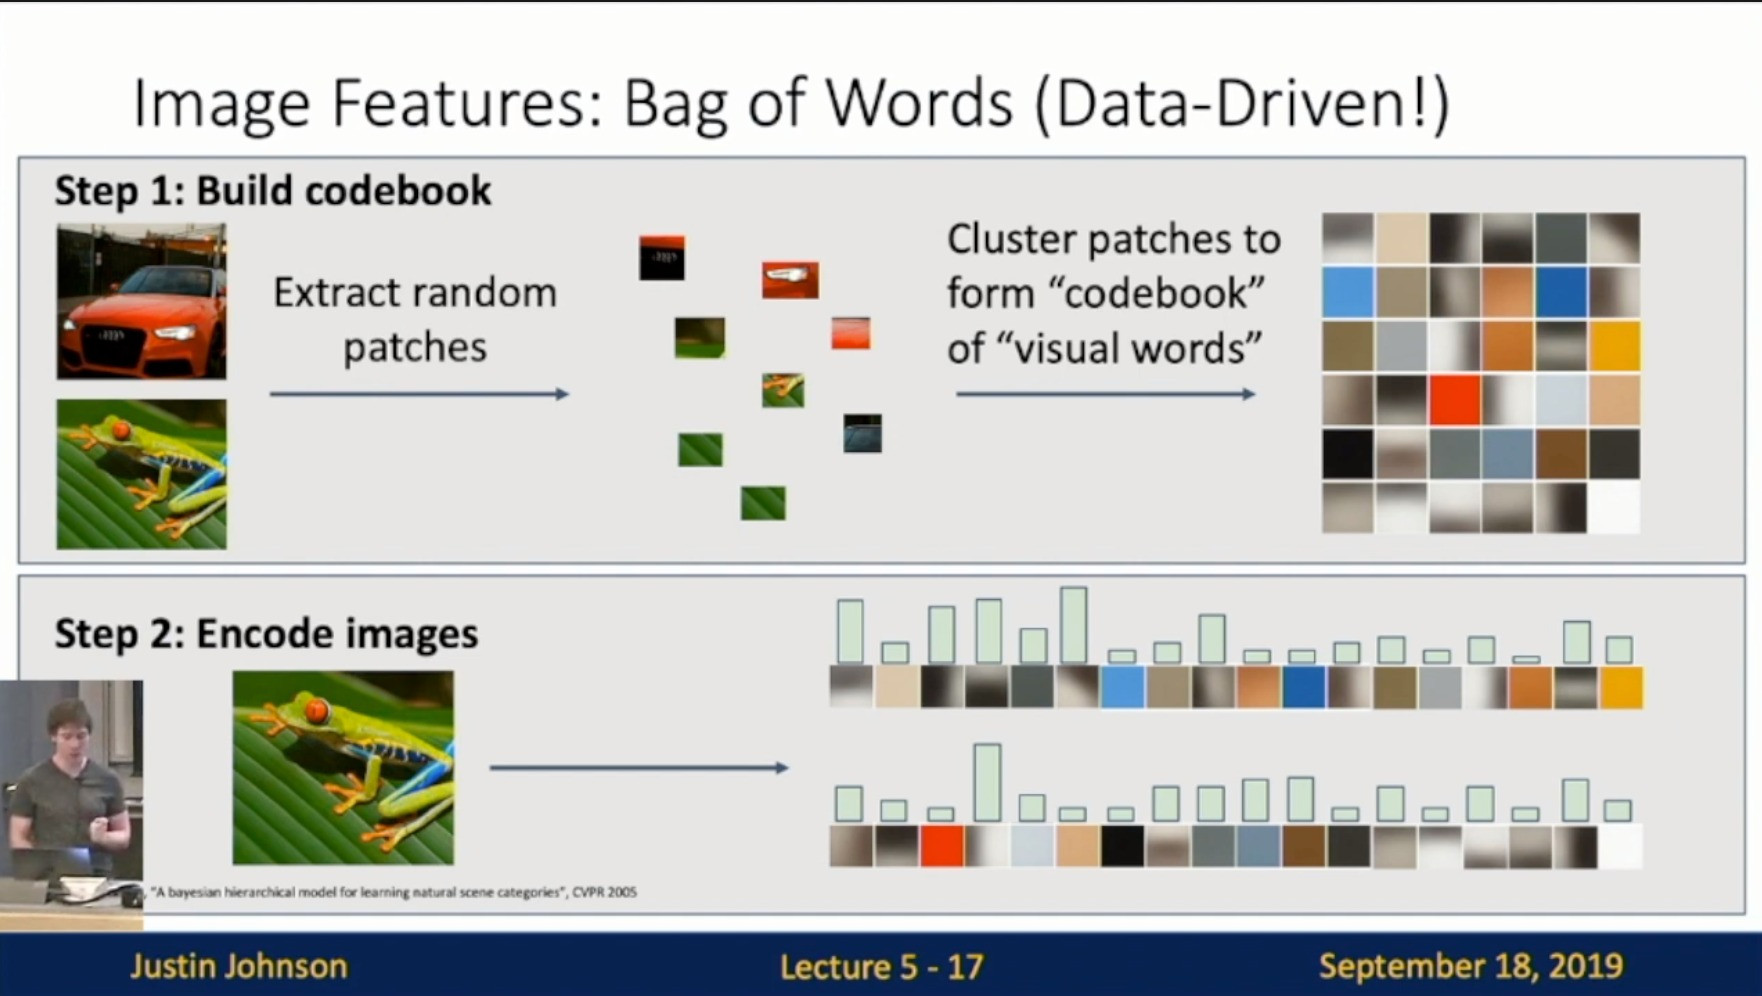 Image Features: Bag of Words (Data-Driven!)
Step 1: Build codebook
Extract random
patches
Cluster patches to
form “codebook”
of “visual words”
Step 2: Encode images
, “A bayesian hierarchical model for learning natural scene categories”, CVPR 2005
Justin Johnson
Lecture 5 - 17
September 18, 2019